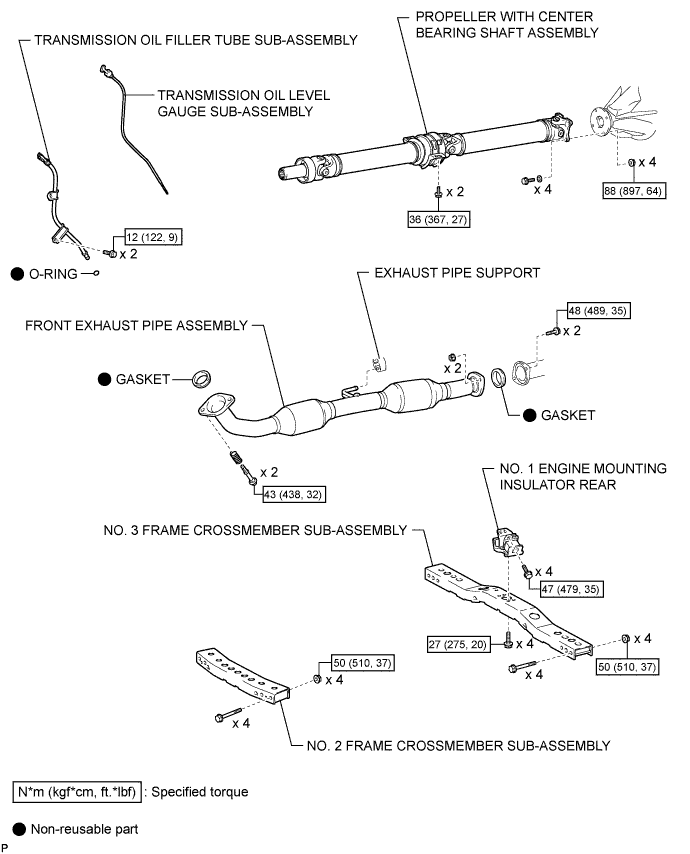 PROPELLER WITH CENTER
BEARING SHAFT ASSEMBLY
TRANSMISSION OIL FILLER TUBE SUB-ASSEMBLY
TRANSMISSION OIL LEVEL
GAUGE SUB-ASSEMBLY
x 4
x 4
x 2
88 (897, 64)
36 (367, 27)
12 (122, 9)
x 2
O-RING
EXHAUST PIPE SUPPORT
48 (489, 35)
FRONT EXHAUST PIPE ASSEMBLY
x 2
x 2
GASKET
GASKET
x 2
43 (438, 32)
NO. 1 ENGINE MOUNTING
INSULATOR REAR
NO. 3 FRAME CROSSMEMBER SUB-ASSEMBLY
x 4
47 (479, 35)
27 (275, 20)
x 4
x 4
50 (510, 37)
x 4
50 (510, 37)
x 4
x 4
NO. 2 FRAME CROSSMEMBER SUB-ASSEMBLY
N*m (kgf*cm, ft.*lbf) : Specified torque
Non-reusable part
P